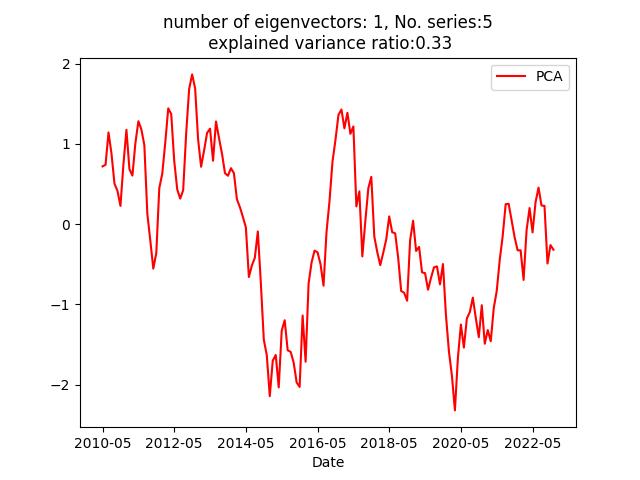 number of eigenvectors: 1, No. series:5
explained variance ratio:0.33
PCA
2
1
0
−1
−2
2010-05 2012-05 2014-05 2016-05 2018-05 2020-05 2022-05
Date